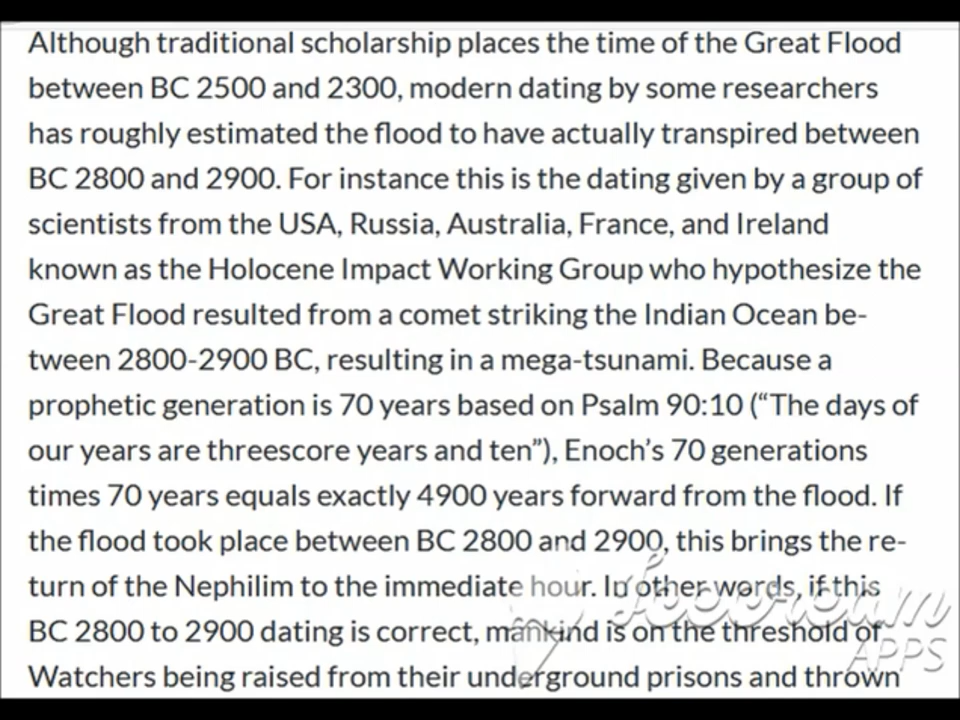 Although traditional scholarship places the time of the Great Flood
between BC 2500 and 2300, modern dating by some researchers
has roughly estimated the flood to have actually transpired between
BC 2800 and 2900. For instance this is the dating given by a group of
scientists from the USA, Russia, Australia, France, and Ireland
known as the Holocene Impact Working Group who hypothesize the
Great Flood resulted from a comet striking the Indian Ocean be-
tween 2800-2900 BC, resulting in a mega-tsunami. Because a
prophetic generation is 70 years based on Psalm 90:10 (“The days of
our years are threescore years and ten”), Enoch’s 70 generations
times 70 years equals exactly 4900 years forward from the flood. If
the flood took place between BC 2800 and 2900, this brings the re-
turn of the Nephilim to the immediate hour. In other words, if this
BC 2800 to 2900 dating is correct, mankind is on the threshold of
Watchers being raised from their underground prisons and thrown
Icecream
APPS